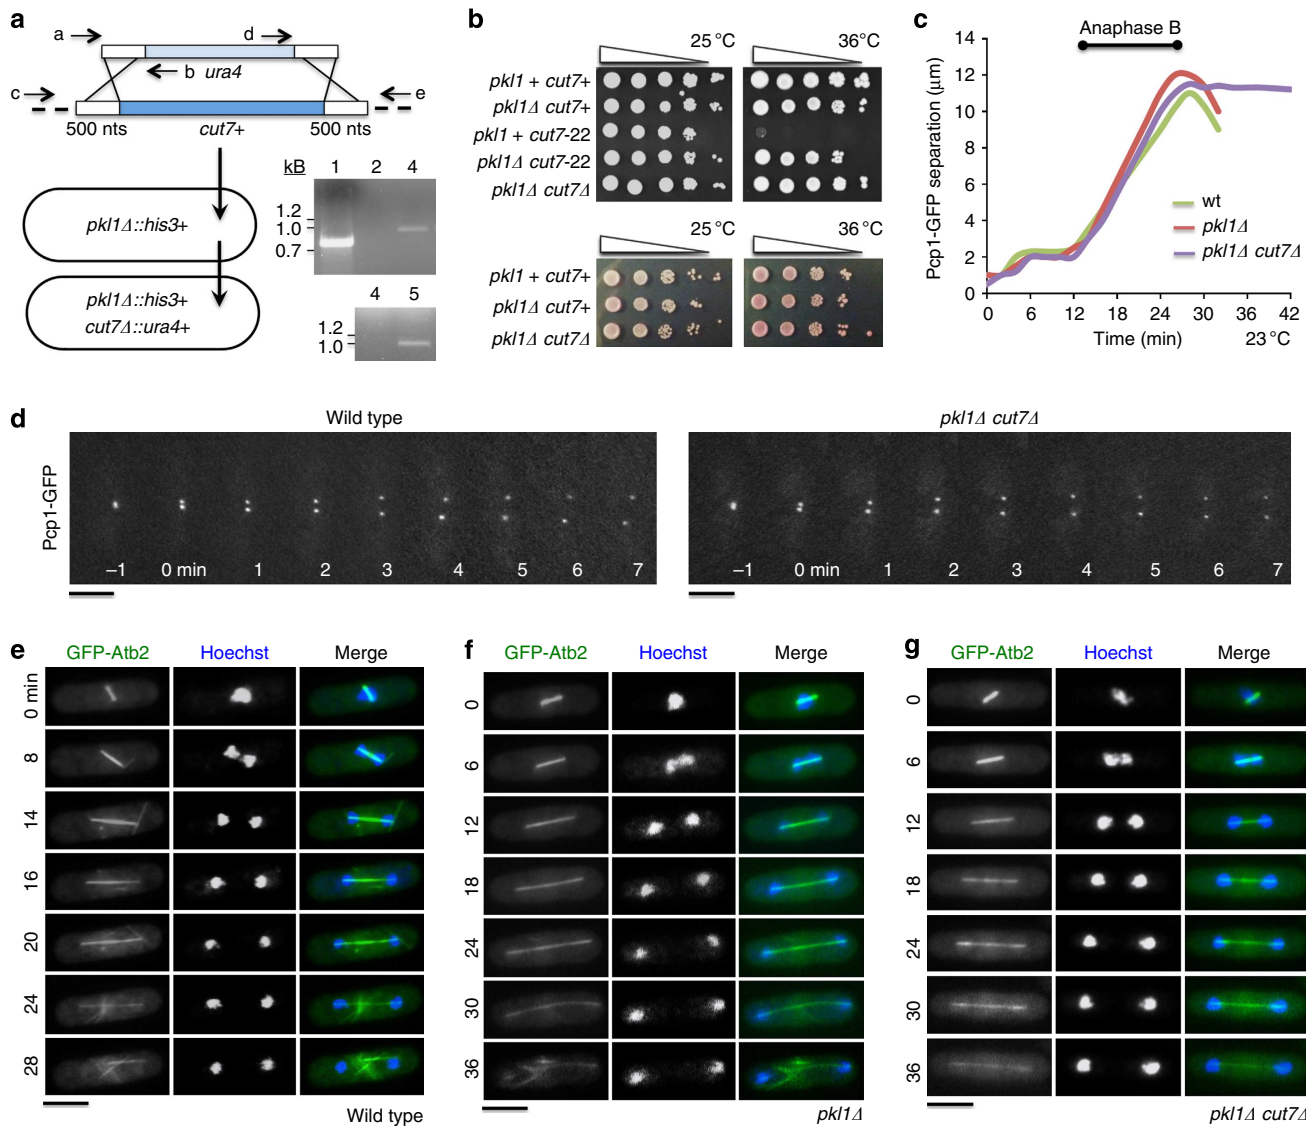 a
a
d
b ura4
c
e
500 nts
cut7+
500 nts
pkl1Δ::his3+
pkl1Δ::his3+
cut7Δ::ura4+
kB
1 2 4
1.2
1.0
0.7
4 5
1.2
1.0
b
25 °C
36°C
pkl1 + cut7+
pkl1Δ cut7+
pkl1 + cut7-22
pkl1Δ cut7-22
pkl1Δ cut7Δ
25 °C
36 °C
pkl1 + cut7+
pkl1Δ cut7+
pkl1Δ cut7Δ
c
Anaphase B
Pcp1-GFP separation (µm)
14
12
10
8
6
4
2
0
wt
pkl1Δ
pkl1Δ cut7Δ
0 6 12 18 24 30 36 42
Time (min)
23 °C
d
Wild type
pkl1Δ cut7Δ
Pcp1-GFP
–1 0 min 1 2 3 4 5 6 7
–1 0 min 1 2 3 4 5 6 7
e
GFP-Atb2 Hoechst Merge
0 min
8
14
16
20
24
28
Wild type
f
GFP-Atb2 Hoechst Merge
0
6
12
18
24
30
36
pkl1Δ
g
GFP-Atb2 Hoechst Merge
0
6
12
18
24
30
36
pkl1Δ cut7Δ